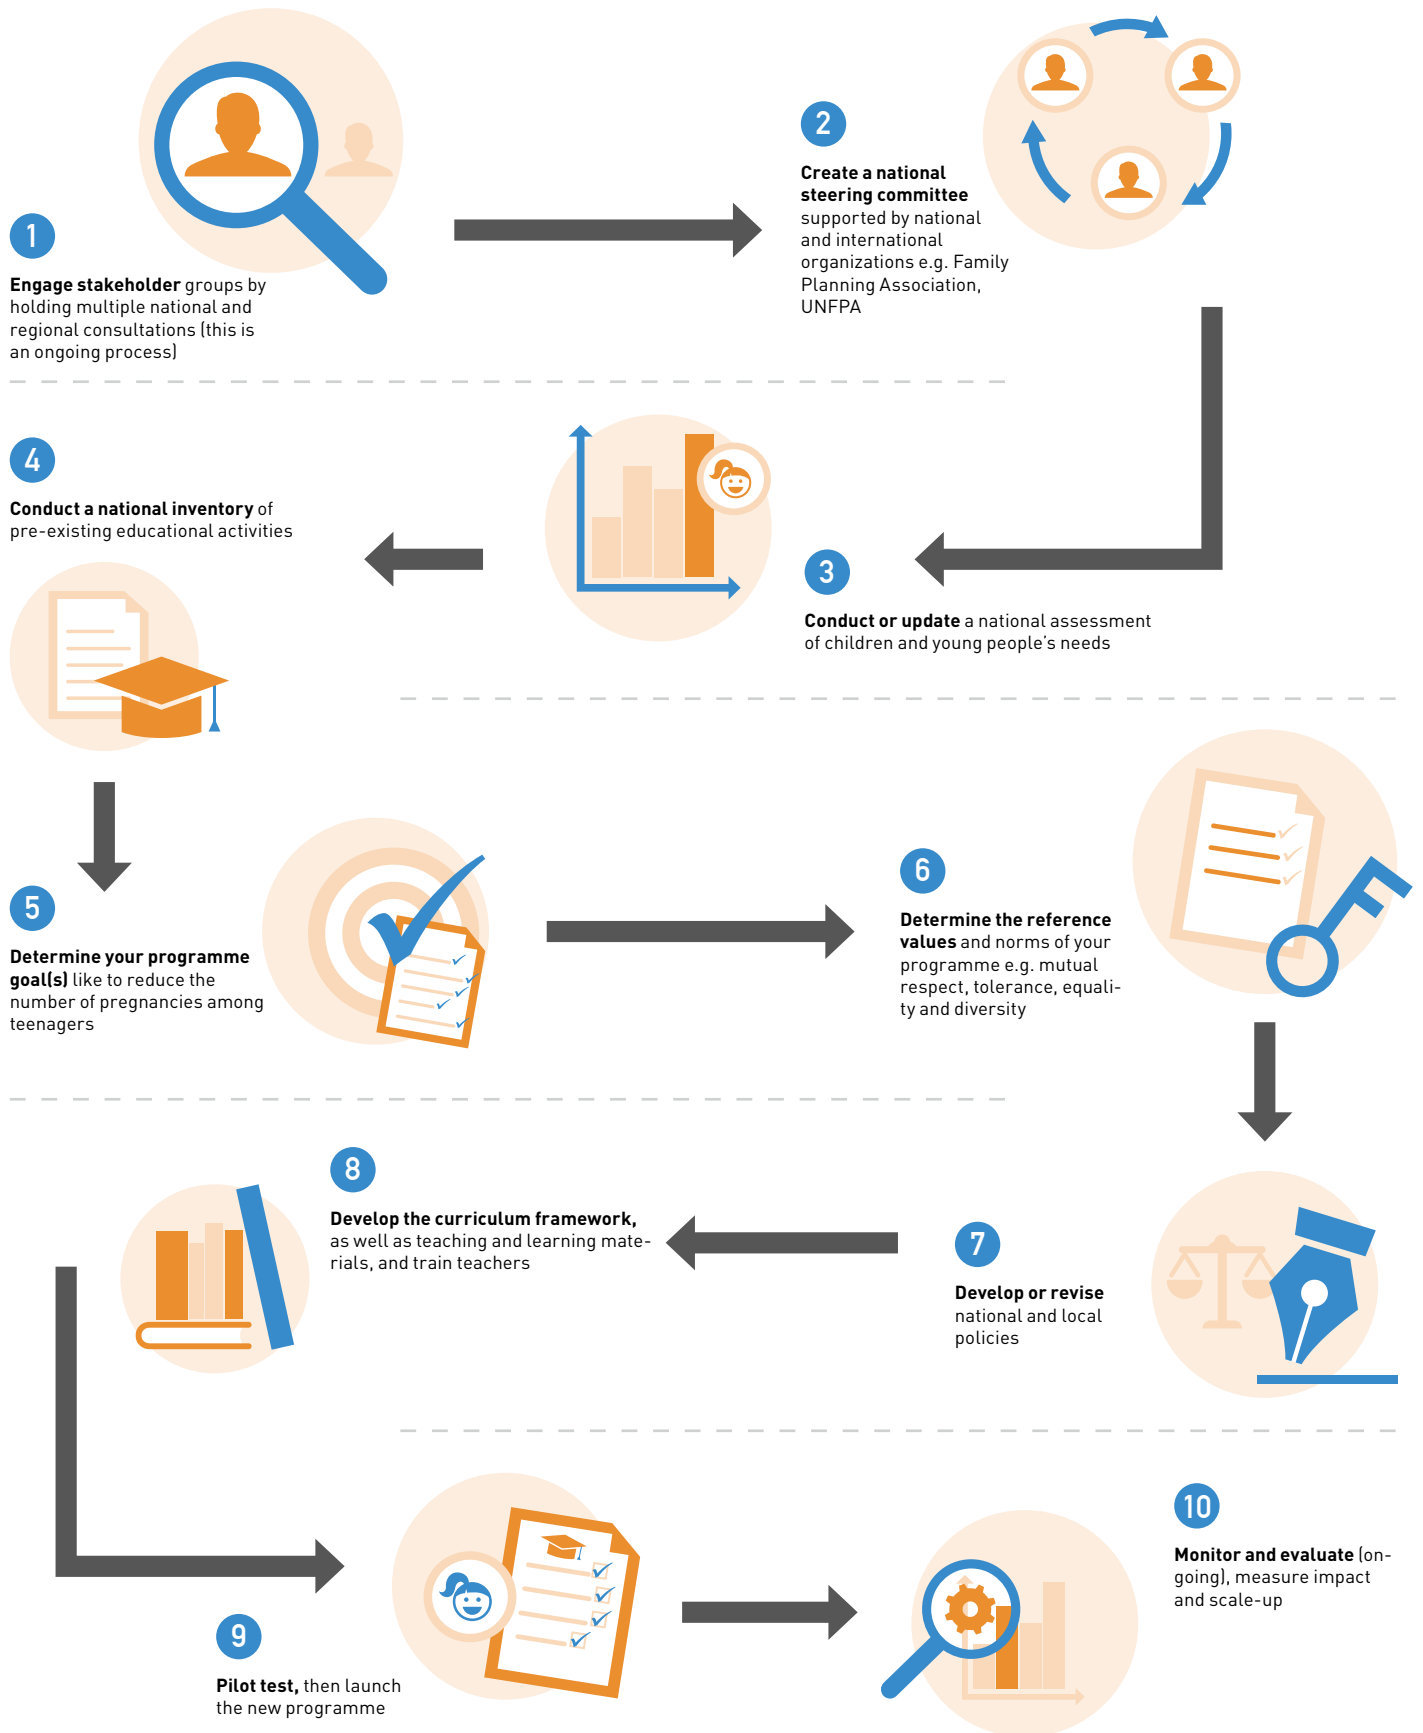 1
Engage stakeholder groups by
holding multiple national and
regional consultations (this is
an ongoing process)
2
Create a national
steering committee
supported by national
and international
organizations e.g. Family
Planning Association,
UNFPA
3
Conduct or update a national assessment
of children and young people's needs
4
Conduct a national inventory of
pre-existing educational activities
5
Determine your programme
goal(s) like to reduce the
number of pregnancies among
teenagers
6
Determine the reference
values and norms of your
programme e.g. mutual
respect, tolerance, equali-
ty and diversity
7
Develop or revise
national and local
policies
8
Develop the curriculum framework,
as well as teaching and learning mate-
rials, and train teachers
9
Pilot test, then launch
the new programme
10
Monitor and evaluate (on-
going), measure impact
and scale-up